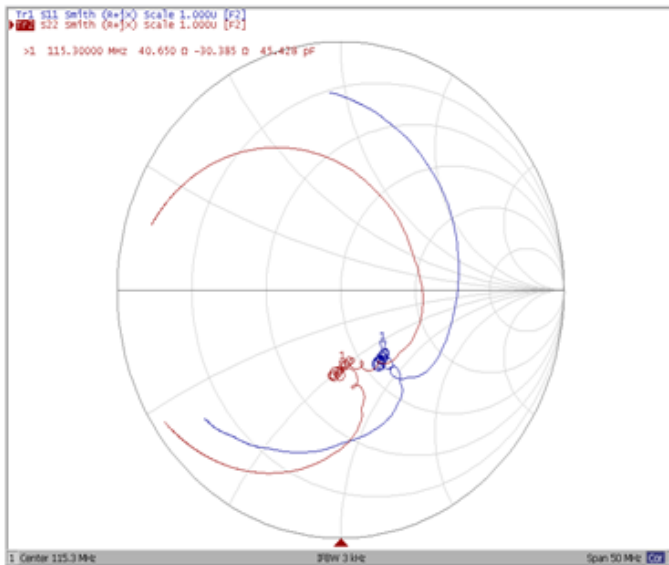 Tr1 S11 Smith (R+jX) Scale 1.000U [F2]
Tr2 S22 Smith (R+jX) Scale 1.000U [F2]
>1 115.30000 MHz 40.650 Ω -30.385 Ω 45.428 pF
1 Center 115.3 MHz IFBW 3 kHz Span 50 MHz Cor